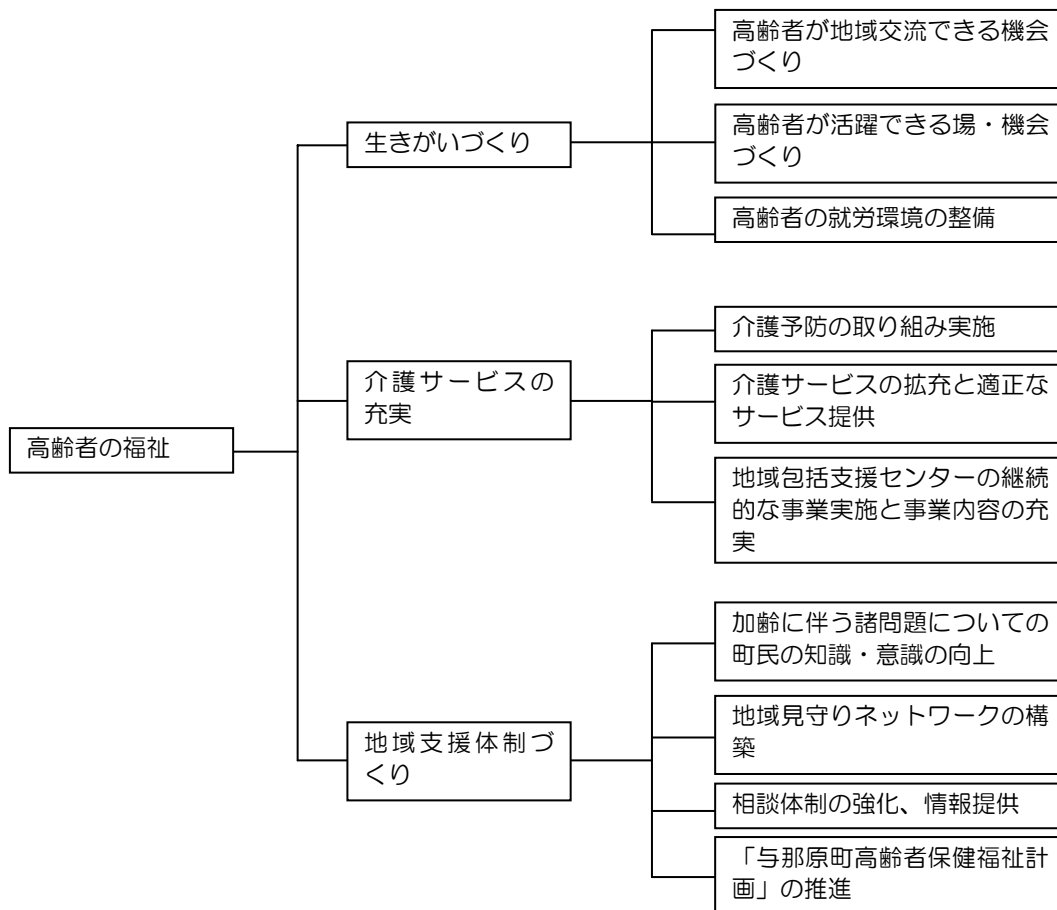 高齢者の福祉
生きがいづくり
高齢者が地域交流できる機会
づくり
高齢者が活躍できる場・機会
づくり
高齢者の就労環境の整備
介護サービスの
充実
介護予防の取り組み実施
介護サービスの拡充と適正な
サービス提供
地域包括支援センターの継続
的な事業実施と事業内容の充
実
地域支援体制づ
くり
加齢に伴う諸問題についての
町民の知識・意識の向上
地域見守りネットワークの構
築
相談体制の強化、情報提供
「与那原町高齢者保健福祉計
画」の推進